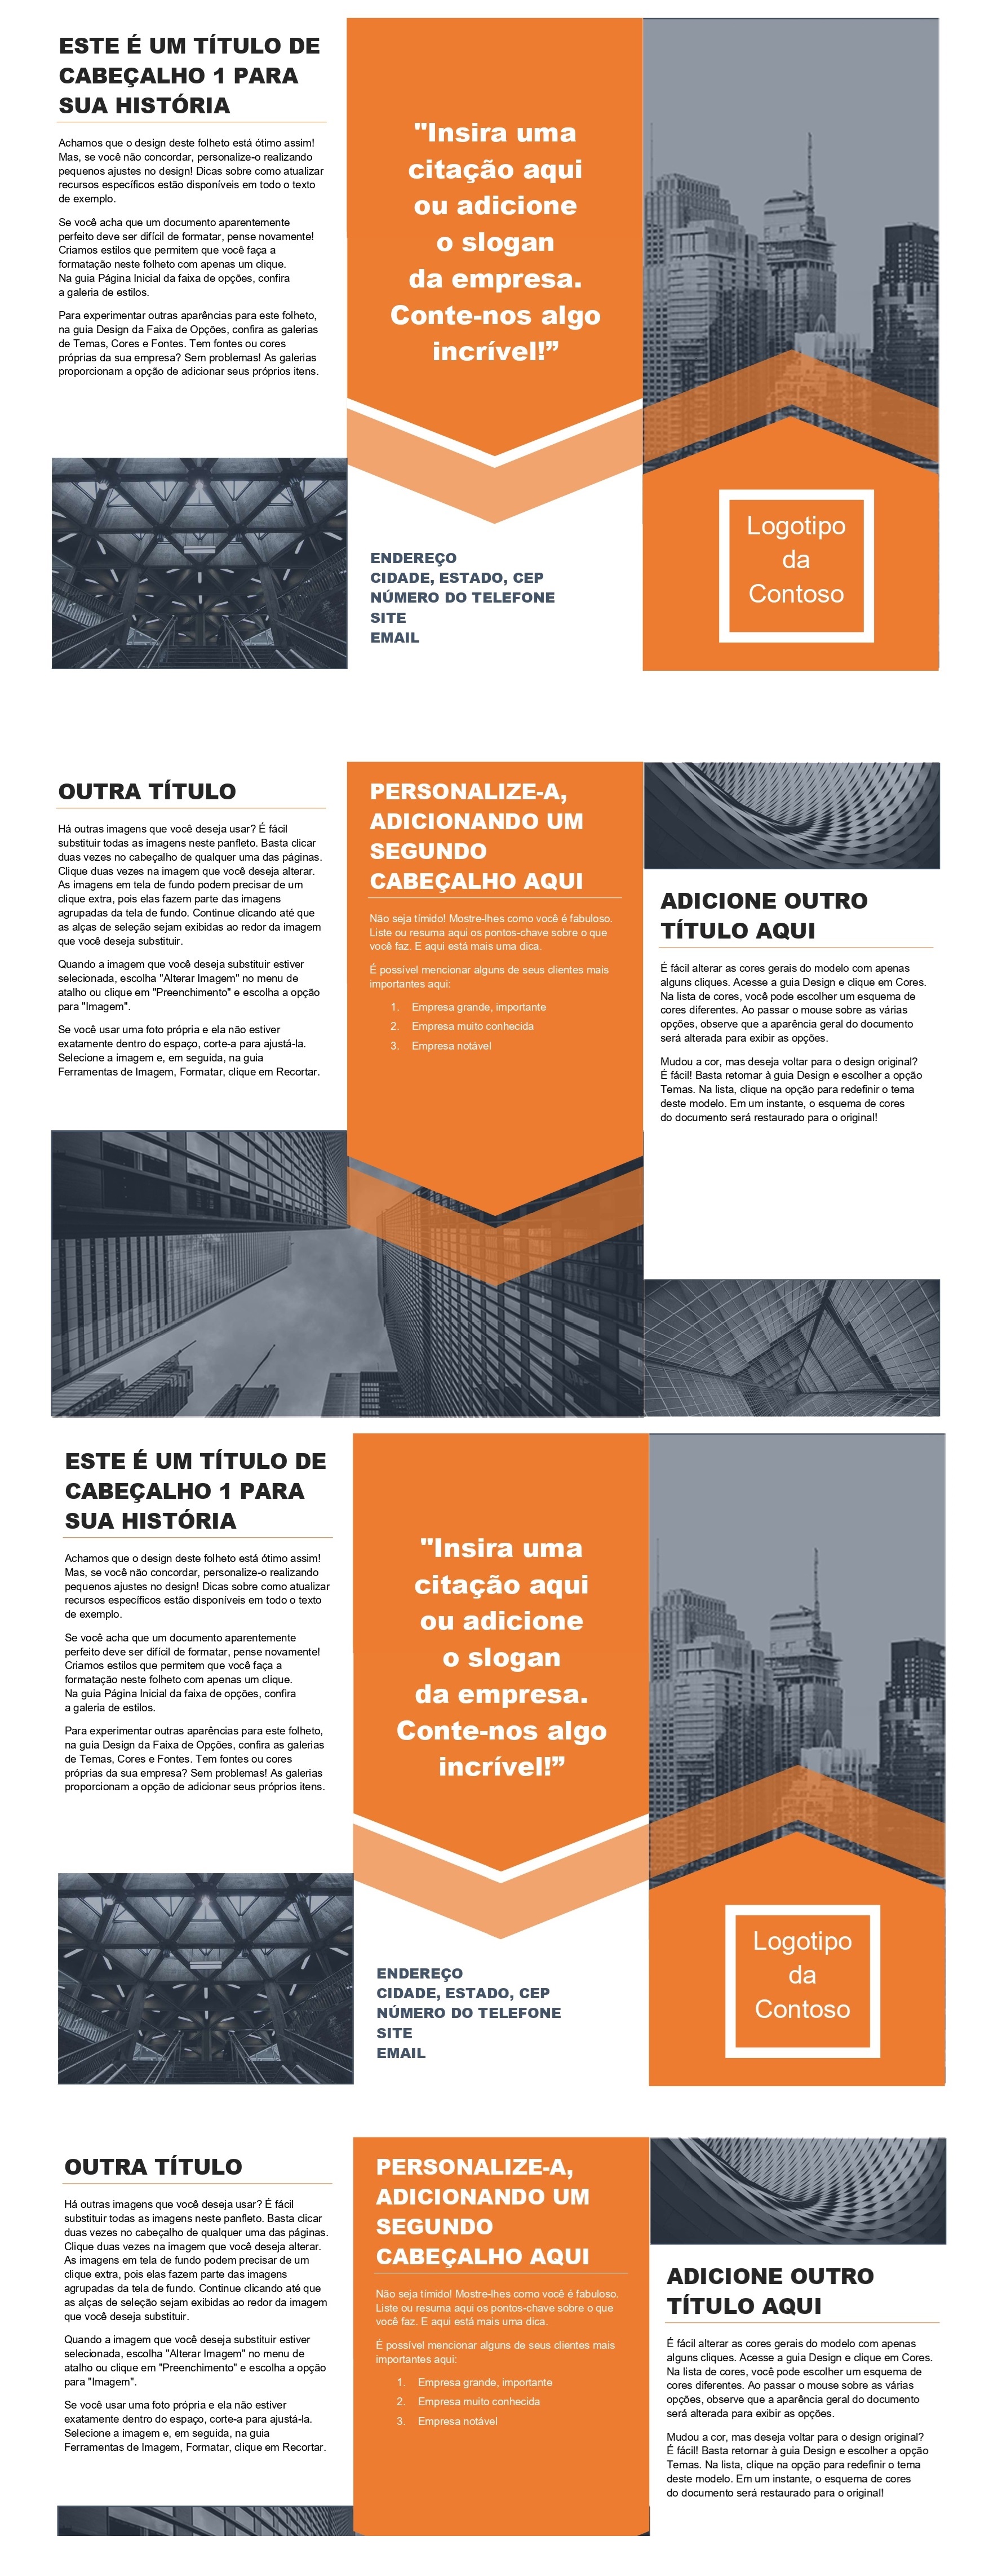 ESTE É UM TÍTULO DE
CABEÇALHO 1 PARA
SUA HISTÓRIA
Achamos que o design deste folheto está ótimo assim!
Mas, se você não concordar, personalize-o realizando
pequenos ajustes no design! Dicas sobre como atualizar
recursos específicos estão disponíveis em todo o texto
de exemplo.
Se você acha que um documento aparentemente
perfeito deve ser difícil de formatar, pense novamente!
Criamos estilos que permitem que você faça a
formatação neste folheto com apenas um clique.
Na guia Página Inicial da faixa de opções, confira
a galeria de estilos.
Para experimentar outras aparências para este folheto,
na guia Design da Faixa de Opções, confira as galerias
de Temas, Cores e Fontes. Tem fontes ou cores
próprias da sua empresa? Sem problemas! As galerias
proporcionam a opção de adicionar seus próprios itens.
"Insira uma
citação aqui
ou adicione
o slogan
da empresa.
Conte-nos algo
incrível!”
ENDEREÇO
CIDADE, ESTADO, CEP
NÚMERO DO TELEFONE
SITE
EMAIL
Logotipo
da
Contoso
OUTRA TÍTULO
Há outras imagens que você deseja usar? É fácil
substituir todas as imagens neste panfleto. Basta clicar
duas vezes no cabeçalho de qualquer uma das páginas.
Clique duas vezes na imagem que você deseja alterar.
As imagens em tela de fundo podem precisar de um
clique extra, pois elas fazem parte das imagens
agrupadas da tela de fundo. Continue clicando até que
as alças de seleção sejam exibidas ao redor da imagem
que você deseja substituir.
Quando a imagem que você deseja substituir estiver
selecionada, escolha "Alterar Imagem" no menu de
atalho ou clique em "Preenchimento" e escolha a opção
para "Imagem".
Se você usar uma foto própria e ela não estiver
exatamente dentro do espaço, corte-a para ajustá-la.
Selecione a imagem e, em seguida, na guia
Ferramentas de Imagem, Formatar, clique em Recortar.
PERSONALIZE-A,
ADICIONANDO UM
SEGUNDO
CABEÇALHO AQUI
Não seja tímido! Mostre-lhes como você é fabuloso.
Liste ou resuma aqui os pontos-chave sobre o que
você faz. E aqui está mais uma dica.
É possível mencionar alguns de seus clientes mais
importantes aqui:
1. Empresa grande, importante
2. Empresa muito conhecida
3. Empresa notável
ADICIONE OUTRO
TÍTULO AQUI
É fácil alterar as cores gerais do modelo com apenas
alguns cliques. Acesse a guia Design e clique em Cores.
Na lista de cores, você pode escolher um esquema de
cores diferentes. Ao passar o mouse sobre as várias
opções, observe que a aparência geral do documento
será alterada para exibir as opções.
Mudou a cor, mas deseja voltar para o design original?
É fácil! Basta retornar à guia Design e escolher a opção
Temas. Na lista, clique na opção para redefinir o tema
deste modelo. Em um instante, o esquema de cores
do documento será restaurado para o original!
ESTE É UM TÍTULO DE
CABEÇALHO 1 PARA
SUA HISTÓRIA
Achamos que o design deste folheto está ótimo assim!
Mas, se você não concordar, personalize-o realizando
pequenos ajustes no design! Dicas sobre como atualizar
recursos específicos estão disponíveis em todo o texto
de exemplo.
Se você acha que um documento aparentemente
perfeito deve ser difícil de formatar, pense novamente!
Criamos estilos que permitem que você faça a
formatação neste folheto com apenas um clique.
Na guia Página Inicial da faixa de opções, confira
a galeria de estilos.
Para experimentar outras aparências para este folheto,
na guia Design da Faixa de Opções, confira as galerias
de Temas, Cores e Fontes. Tem fontes ou cores
próprias da sua empresa? Sem problemas! As galerias
proporcionam a opção de adicionar seus próprios itens.
"Insira uma
citação aqui
ou adicione
o slogan
da empresa.
Conte-nos algo
incrível!”
ENDEREÇO
CIDADE, ESTADO, CEP
NÚMERO DO TELEFONE
SITE
EMAIL
Logotipo
da
Contoso
OUTRA TÍTULO
Há outras imagens que você deseja usar? É fácil
substituir todas as imagens neste panfleto. Basta clicar
duas vezes no cabeçalho de qualquer uma das páginas.
Clique duas vezes na imagem que você deseja alterar.
As imagens em tela de fundo podem precisar de um
clique extra, pois elas fazem parte das imagens
agrupadas da tela de fundo. Continue clicando até que
as alças de seleção sejam exibidas ao redor da imagem
que você deseja substituir.
Quando a imagem que você deseja substituir estiver
selecionada, escolha "Alterar Imagem" no menu de
atalho ou clique em "Preenchimento" e escolha a opção
para "Imagem".
Se você usar uma foto própria e ela não estiver
exatamente dentro do espaço, corte-a para ajustá-la.
Selecione a imagem e, em seguida, na guia
Ferramentas de Imagem, Formatar, clique em Recortar.
PERSONALIZE-A,
ADICIONANDO UM
SEGUNDO
CABEÇALHO AQUI
Não seja tímido! Mostre-lhes como você é fabuloso.
Liste ou resuma aqui os pontos-chave sobre o que
você faz. E aqui está mais uma dica.
É possível mencionar alguns de seus clientes mais
importantes aqui:
1. Empresa grande, importante
2. Empresa muito conhecida
3. Empresa notável
ADICIONE OUTRO
TÍTULO AQUI
É fácil alterar as cores gerais do modelo com apenas
alguns cliques. Acesse a guia Design e clique em Cores.
Na lista de cores, você pode escolher um esquema de
cores diferentes. Ao passar o mouse sobre as várias
opções, observe que a aparência geral do documento
será alterada para exibir as opções.
Mudou a cor, mas deseja voltar para o design original?
É fácil! Basta retornar à guia Design e escolher a opção
Temas. Na lista, clique na opção para redefinir o tema
deste modelo. Em um instante, o esquema de cores
do documento será restaurado para o original!